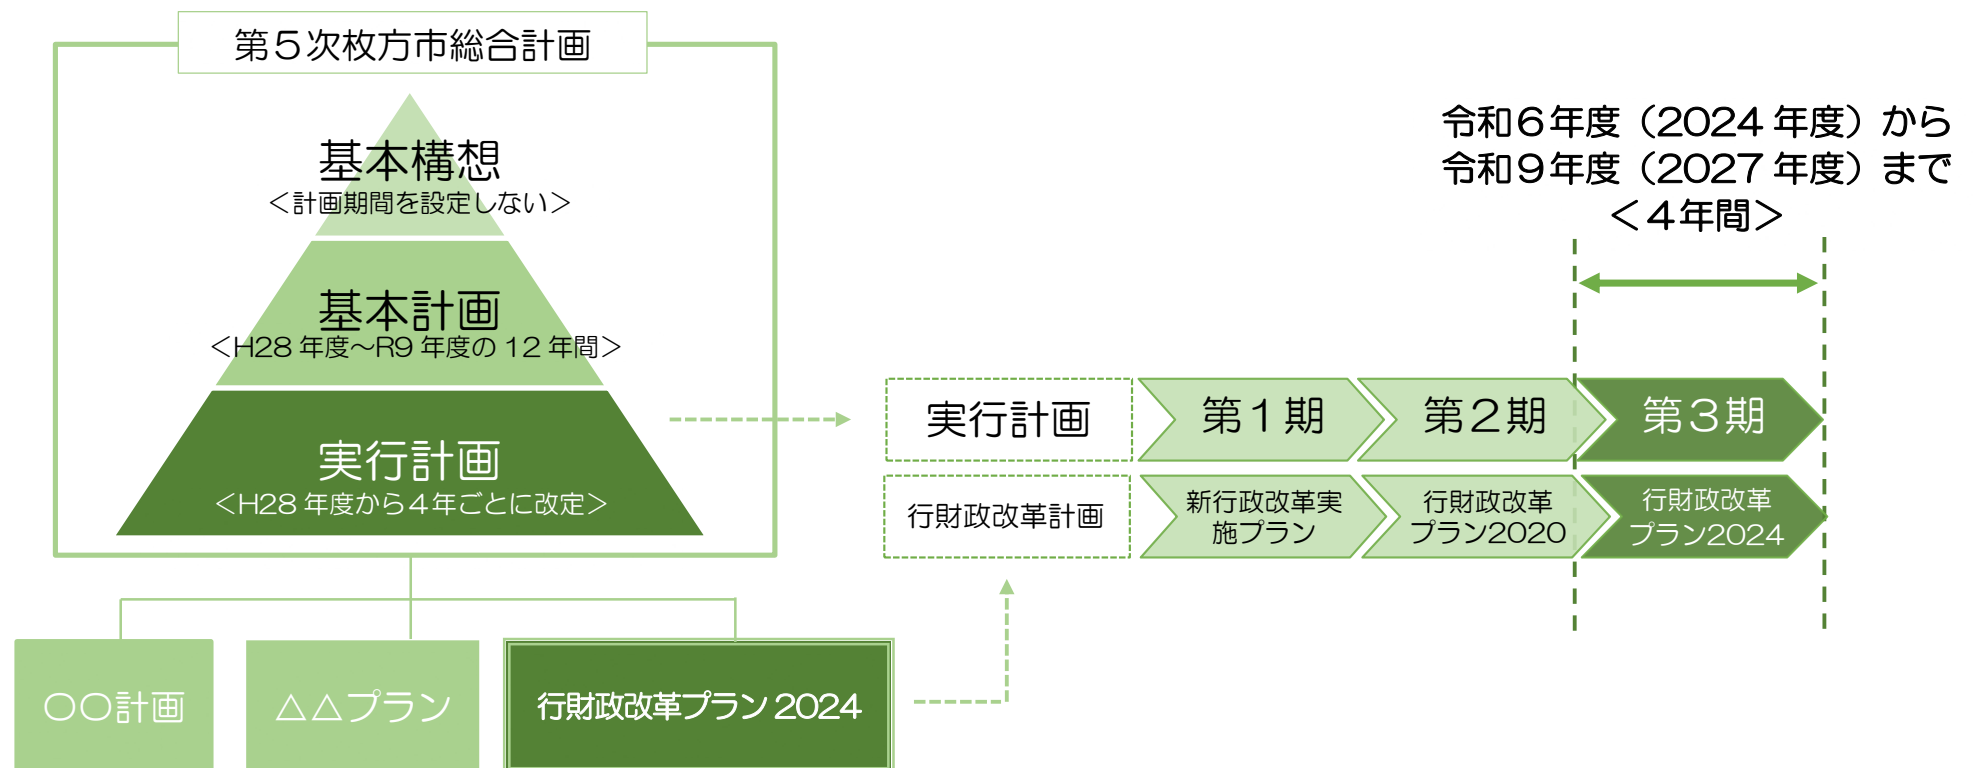 第５次枚方市総合計画
基本構想
＜計画期間を設定しない＞
基本計画
＜H28 年度～R9 年度の 12 年間＞
実行計画
＜H28 年度から４年ごとに改定＞
〇〇計画
△△プラン
行財政改革プラン 2024
令和６年度（2024 年度）から
令和９年度（2027 年度）まで
＜４年間＞
実行計画
第１期
第２期
第３期
行財政改革計画
新行政改革実
施プラン
行財政改革
プラン2020
行財政改革
プラン2024